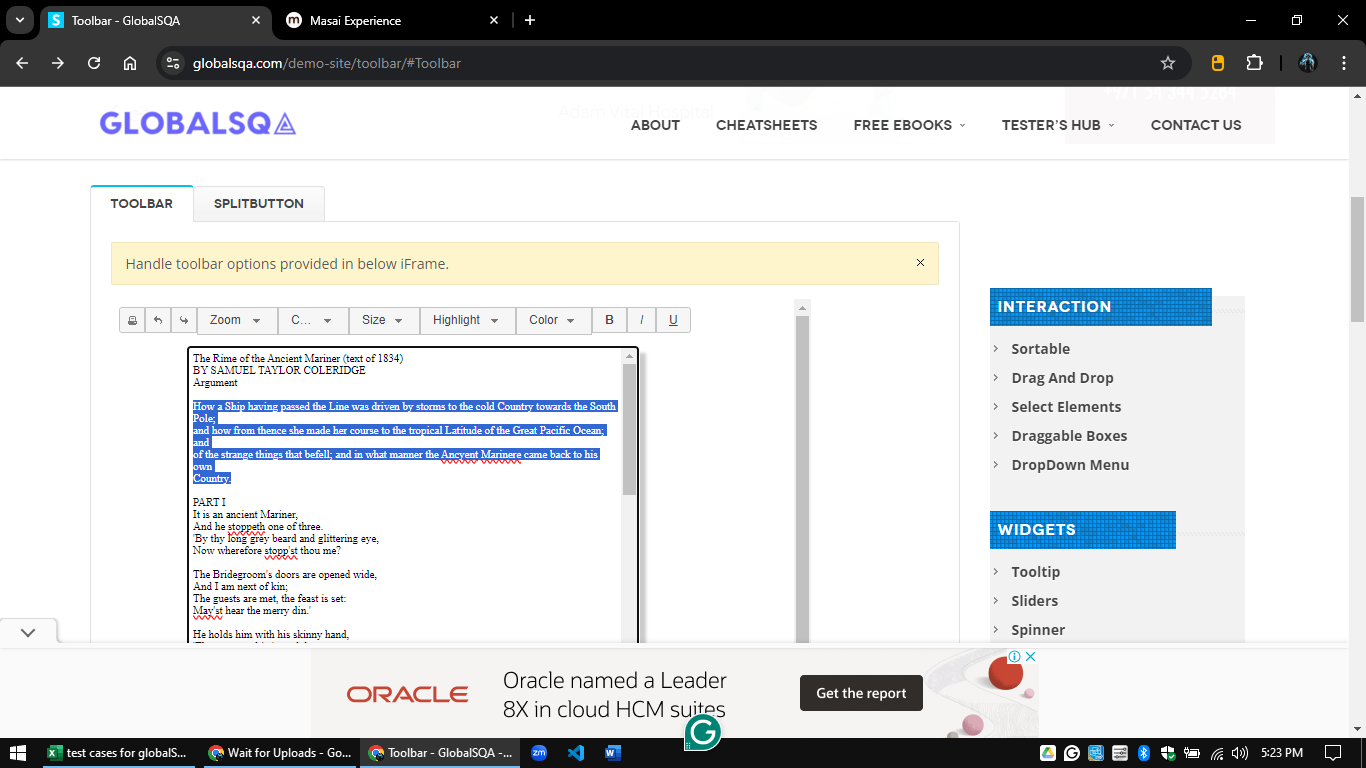 Toolbar - GlobalSQA
Masai Experience
globalsqa.com/demo-site/toolbar/#Toolbar
GLOBALSQA
Adam Vital Hospital
ABOUT
CHEATSHEETS
FREE EBOOKS
TESTER'S HUB
CONTACT US
TOOLBAR
SPLITBUTTON
Handle toolbar options provided in below iFrame.
Zoom
C...
Size
Highlight
Color
B
I
U
The Rime of the Ancient Mariner (text of 1834)
BY SAMUEL TAYLOR COLERIDGE
Argument
How a Ship having passed the Line was driven by storms to the cold Country towards the South
Pole;
and how from thence she made her course to the tropical Latitude of the Great Pacific Ocean;
and
of the strange things that befell; and in what manner the Ancyent Marinere came back to his
own
Country.
PART I
It is an ancient Mariner,
And he stoppeth one of three.
'By thy long grey beard and glittering eye,
Now wherefore stopp'st thou me?
The Bridegroom's doors are opened wide,
And I am next of kin;
The guests are met, the feast is set:
May'st hear the merry din.'
He holds him with his skinny hand,
INTERACTION
Sortable
Drag And Drop
Select Elements
Draggable Boxes
DropDown Menu
WIDGETS
Tooltip
Sliders
Spinner
ORACLE
Oracle named a Leader
8X in cloud HCM suites
Get the report
test cases for globalS...
Wait for Uploads - Go...
Toolbar - GlobalSQA -...
zm
5:23 PM